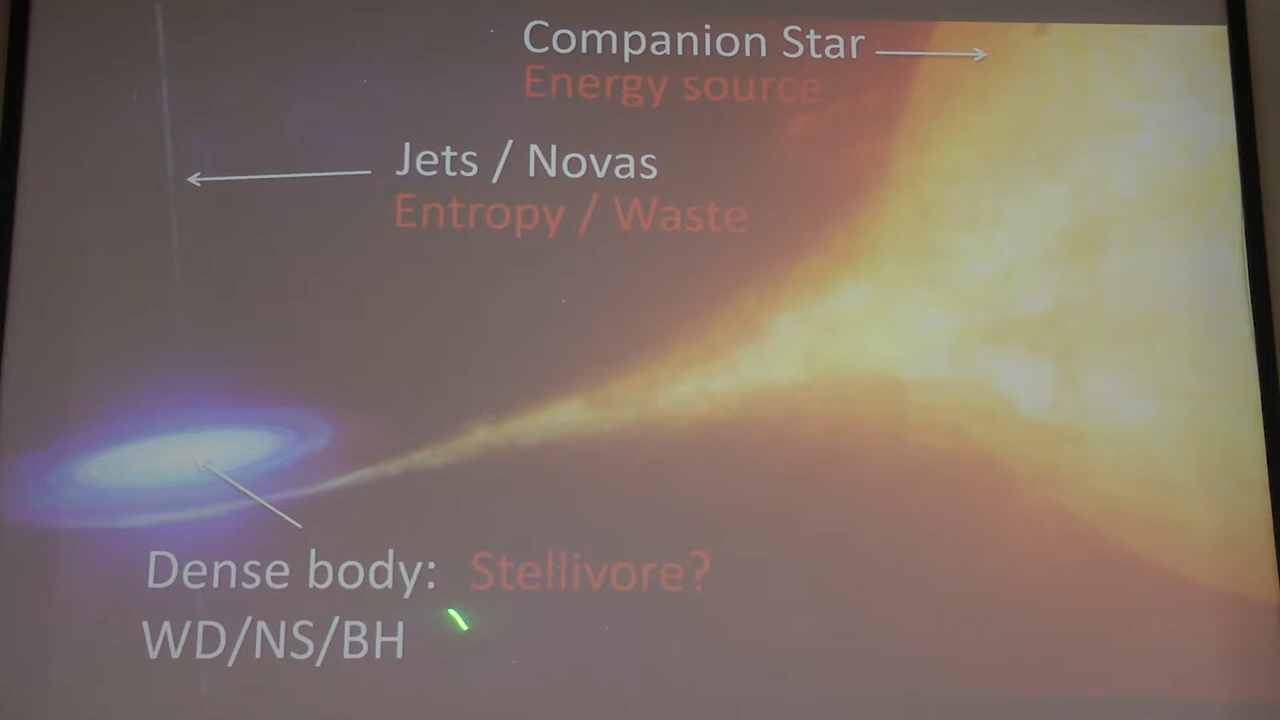 Companion Star
Energy source
Jets / Novas
Entropy / Waste
Dense body: Stellivore?
WD/NS/BH